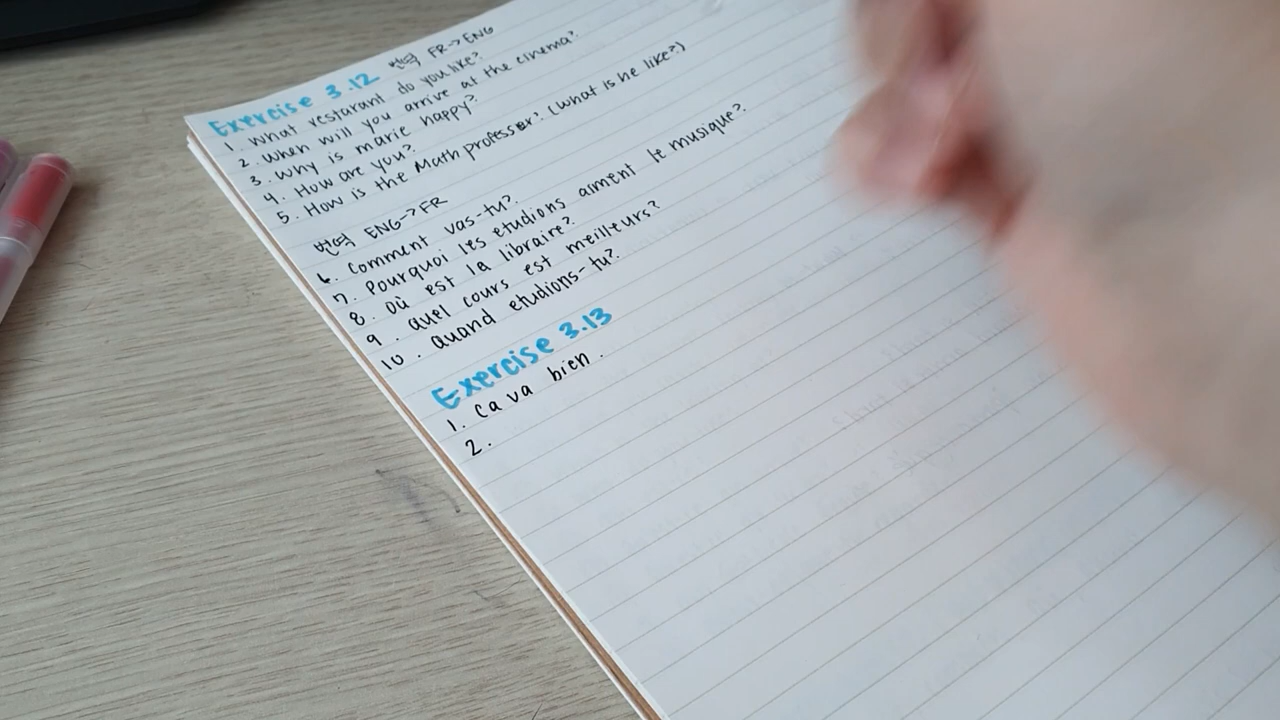 Exercise 3.12 번역 FR→ENG
1. What restarant do you like?
2. When will you arrive at the cinema?
3. Why is marie happy?
4. How are you?
5. How is the Math professor? (What is he like?)
번역 ENG→FR
6. Comment vas-tu?
7. Pourquoi les etudions aiment le musique?
8. où est la libraire?
9. quel cours est meilleurs?
10. quand etudions-tu?
Exercise 3.13
1. ca va bien.
2.